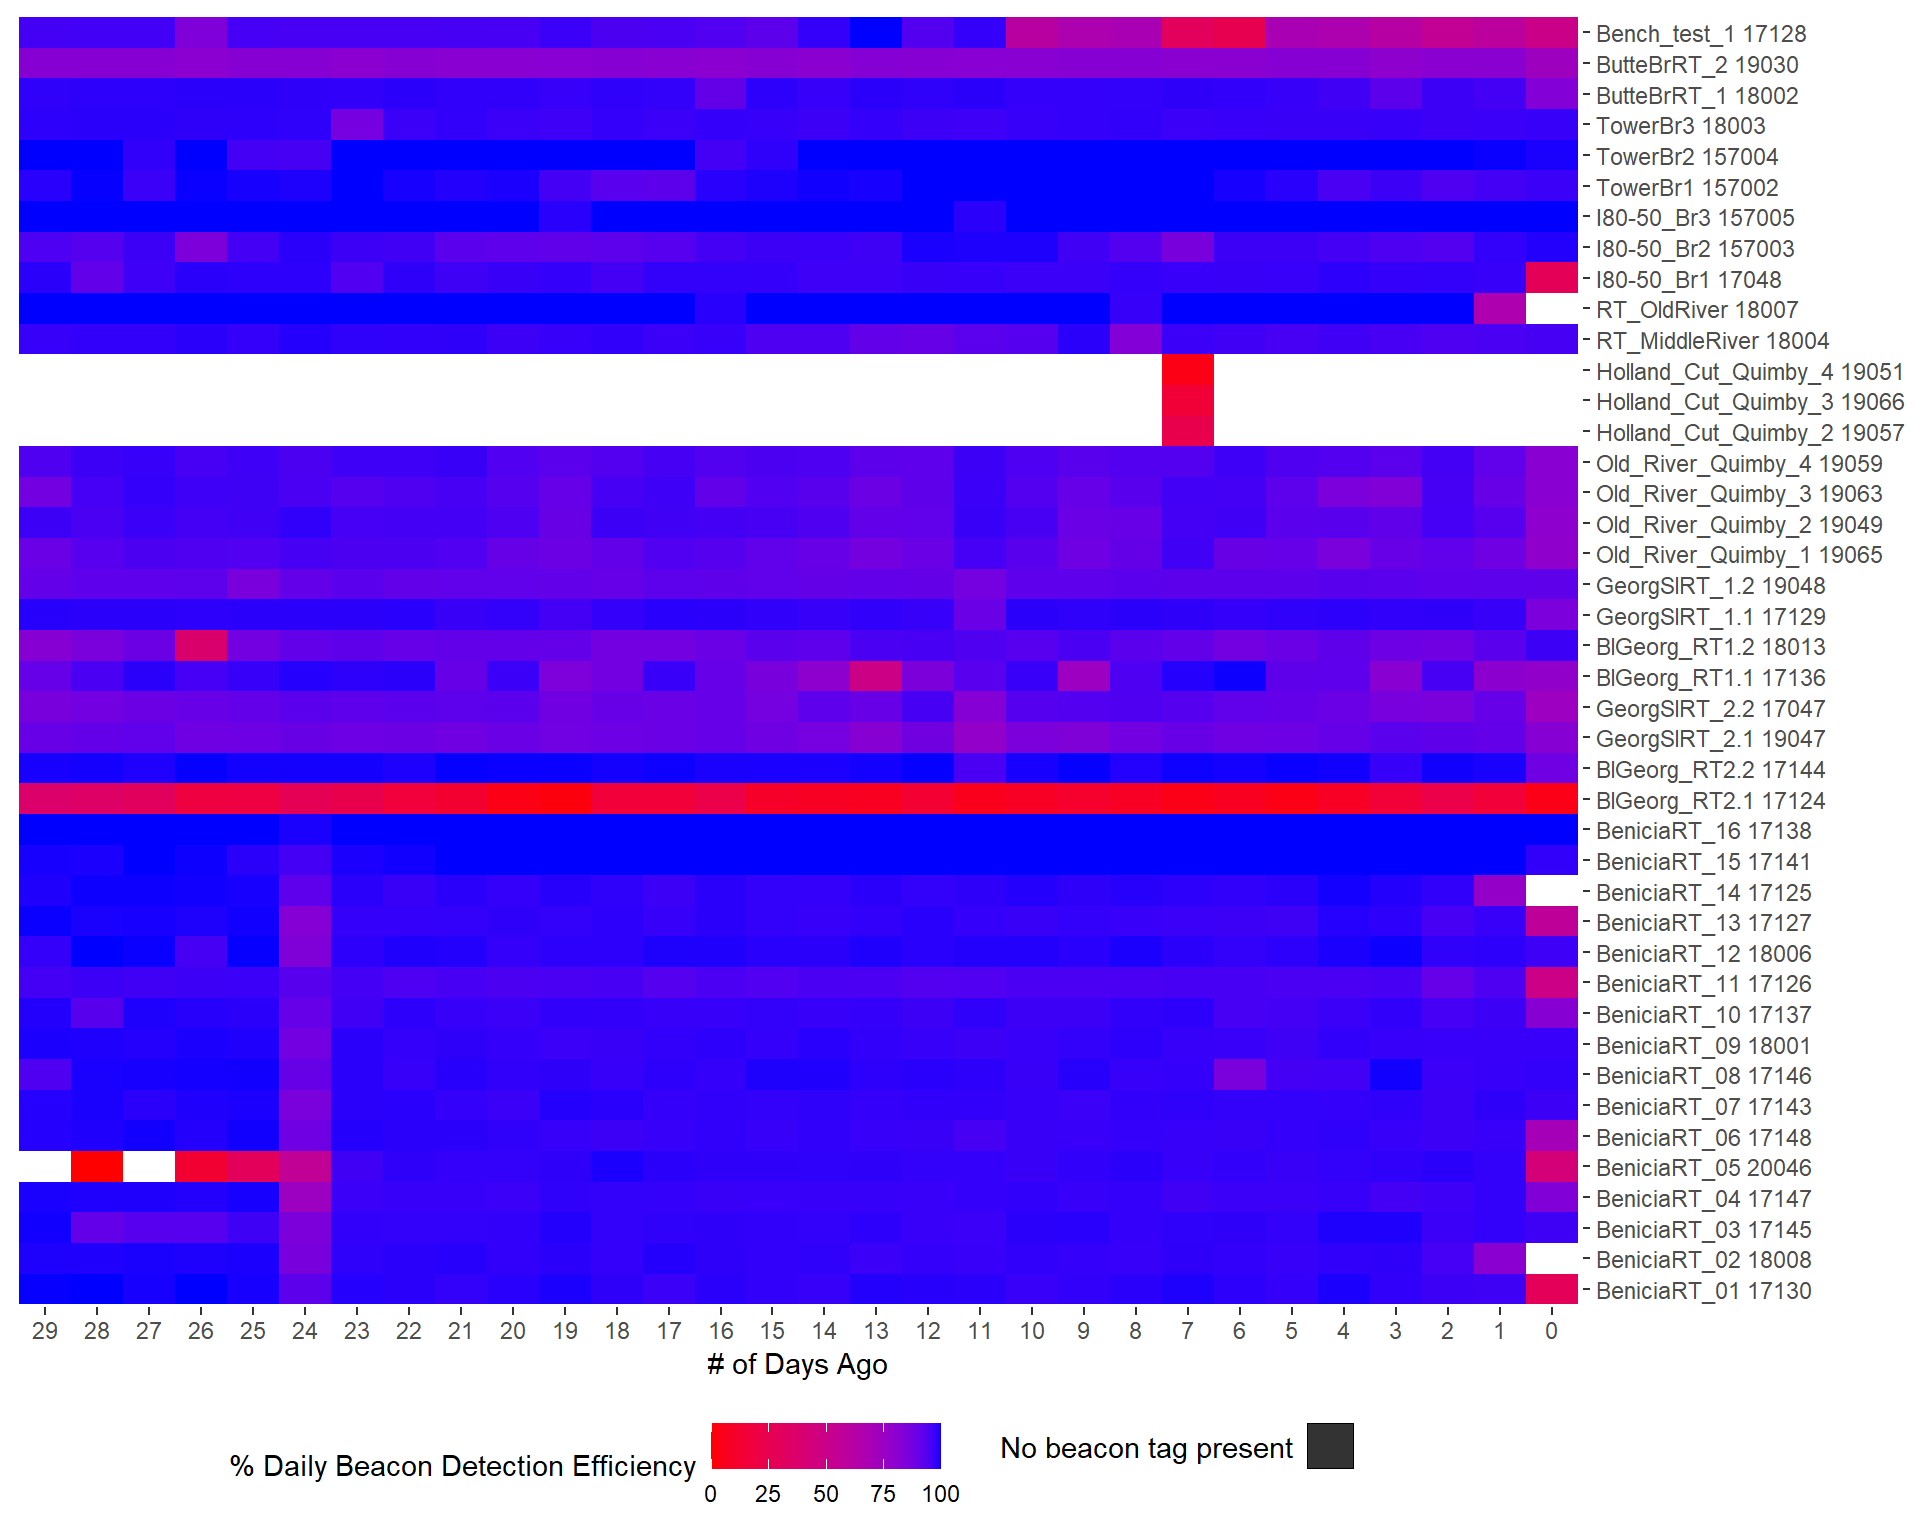 Bench_test_1 17128
ButteBrRT_2 19030
ButteBrRT_1 18002
TowerBr3 18003
TowerBr2 157004
TowerBr1 157002
I80-50_Br3 157005
I80-50_Br2 157003
I80-50_Br1 17048
RT_OldRiver 18007
RT_MiddleRiver 18004
Holland_Cut_Quimby_4 19051
Holland_Cut_Quimby_3 19066
Holland_Cut_Quimby_2 19057
Old_River_Quimby_4 19059
Old_River_Quimby_3 19063
Old_River_Quimby_2 19049
Old_River_Quimby_1 19065
GeorgSlRT_1.2 19048
GeorgSlRT_1.1 17129
BlGeorg_RT1.2 18013
BlGeorg_RT1.1 17136
GeorgSlRT_2.2 17047
GeorgSlRT_2.1 19047
BlGeorg_RT2.2 17144
BlGeorg_RT2.1 17124
BeniciaRT_16 17138
BeniciaRT_15 17141
BeniciaRT_14 17125
BeniciaRT_13 17127
BeniciaRT_12 18006
BeniciaRT_11 17126
BeniciaRT_10 17137
BeniciaRT_09 18001
BeniciaRT_08 17146
BeniciaRT_07 17143
BeniciaRT_06 17148
BeniciaRT_05 20046
BeniciaRT_04 17147
BeniciaRT_03 17145
BeniciaRT_02 18008
BeniciaRT_01 17130
29 28 27 26 25 24 23 22 21 20 19 18 17 16 15 14 13 12 11 10 9 8 7 6 5 4 3 2 1 0
# of Days Ago
% Daily Beacon Detection Efficiency
0 25 50 75 100
No beacon tag present